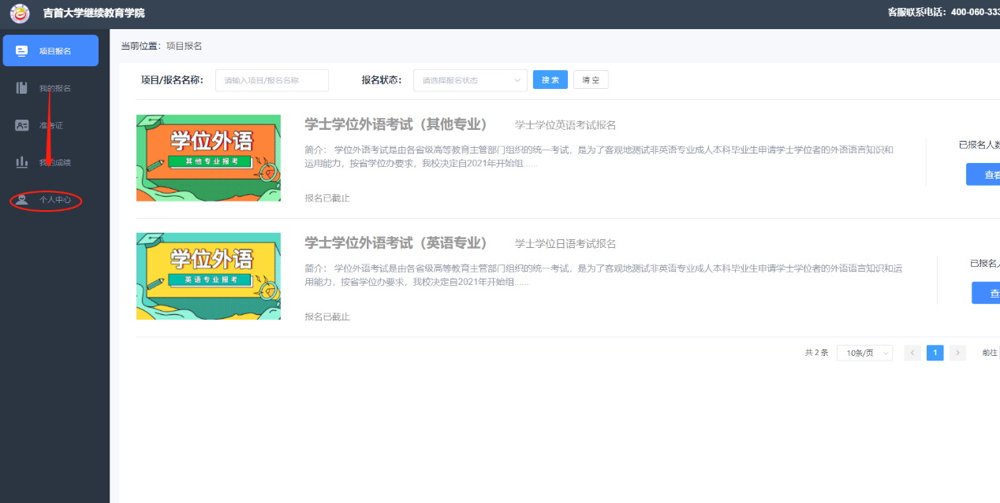 吉首大学继续教育学院
客服联系电话：400-060-333
项目报名
我的报名
准考证
我的成绩
个人中心
当前位置：项目报名
项目/报名名称：
请输入项目/报名名称
报名状态：
请选择报名状态
搜 索
清 空
学位外语
其他专业报考
学士学位外语考试（其他专业）
学士学位英语考试报名
简介： 学位外语考试是由各省级高等教育主管部门组织的统一考试，是为了客观地测试非英语专业成人本科毕业生申请学士学位者的外语语言知识和
运用能力，按省学位办要求，我校决定自2021年开始组......
报名已截止
已报名人数
查看
学位外语
英语专业报考
学士学位外语考试（英语专业）
学士学位日语考试报名
简介： 学位外语考试是由各省级高等教育主管部门组织的统一考试，是为了客观地测试非英语专业成人本科毕业生申请学士学位者的外语语言知识和运
用能力，按省学位办要求，我校决定自2021年开始组......
报名已截止
已报名人
查
共 2 条
10条/页
1
前往